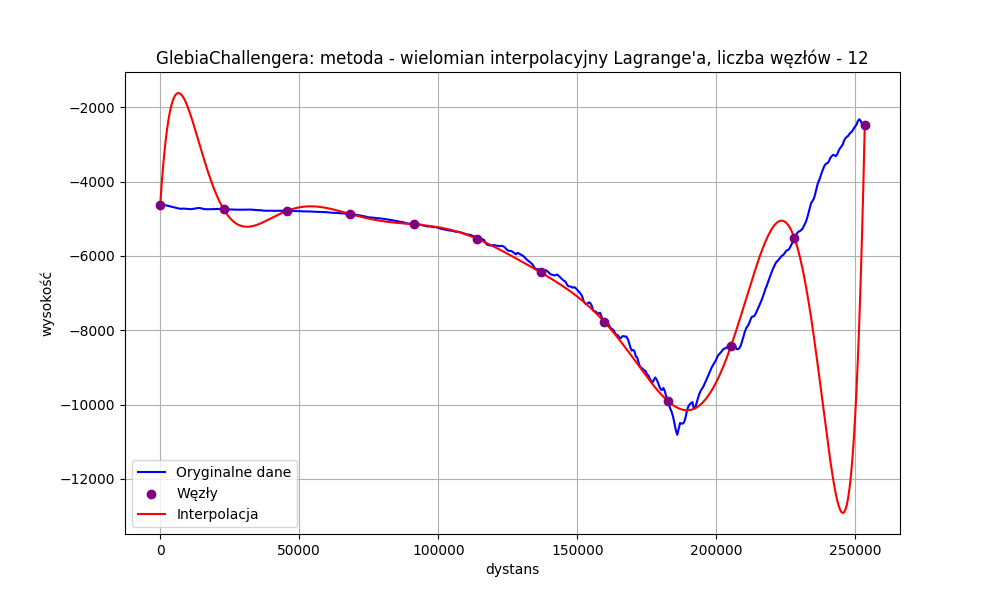 GlebiaChallengera: metoda - wielomian interpolacyjny Lagrange'a, liczba węzłów - 12
−2000
−4000
−6000
−8000
−10000
−12000
wysokość
Oryginalne dane
Węzły
Interpolacja
0
50000
100000
150000
200000
250000
dystans